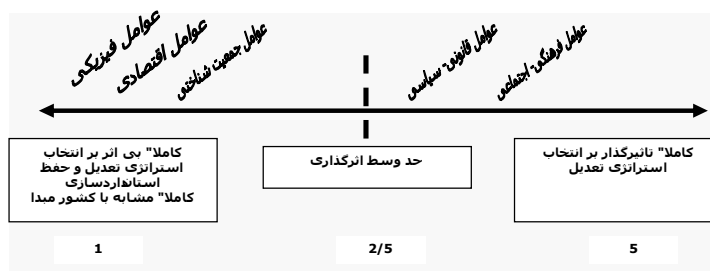 عوامل فیزیکی
عوامل اقتصادی
عوامل جمعیت شناختی
عوامل قانونی- سیاسی
عوامل فرهنگی- اجتماعی
کاملا" بی اثر بر انتخاب
استراتژی تعدیل و حفظ
استانداردسازی
کاملا" مشابه با کشور مبدا
حد وسط اثرگذاری
کاملا" تاثیرگذار بر انتخاب
استراتژی تعدیل
1
2/5
5